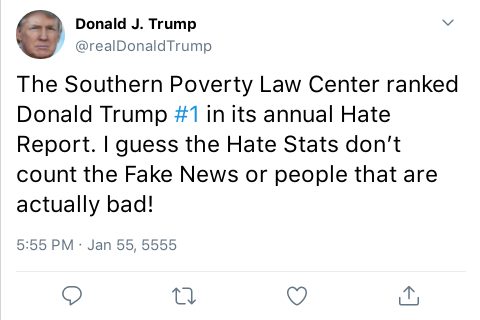 Donald J. Trump
@realDonaldTrump
The Southern Poverty Law Center ranked
Donald Trump #1 in its annual Hate
Report. I guess the Hate Stats don’t
count the Fake News or people that are
actually bad!
5:55 PM · Jan 55, 5555